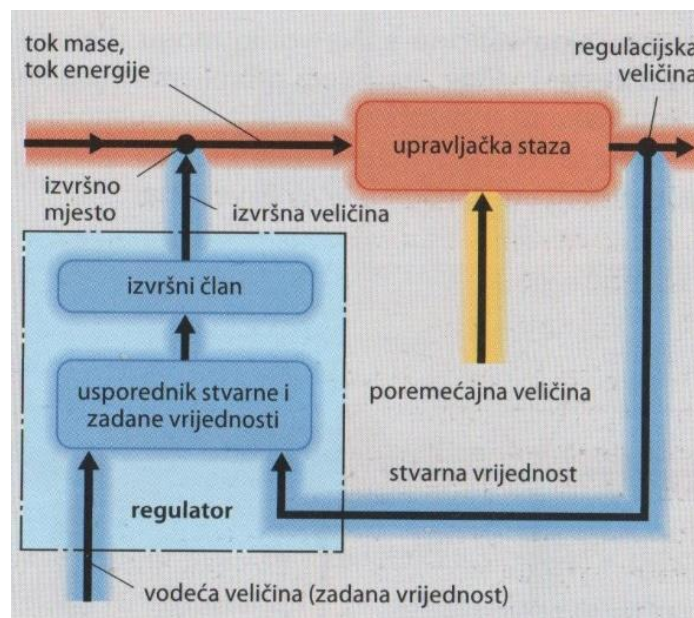 tok mase,
tok energije
regulacijska
veličina
upravljačka staza
izvršno
mjesto
izvršna veličina
izvršni član
usporednik stvarne i
zadane vrijednosti
poremećajna veličina
stvarna vrijednost
regulator
vodeća veličina (zadana vrijednost)